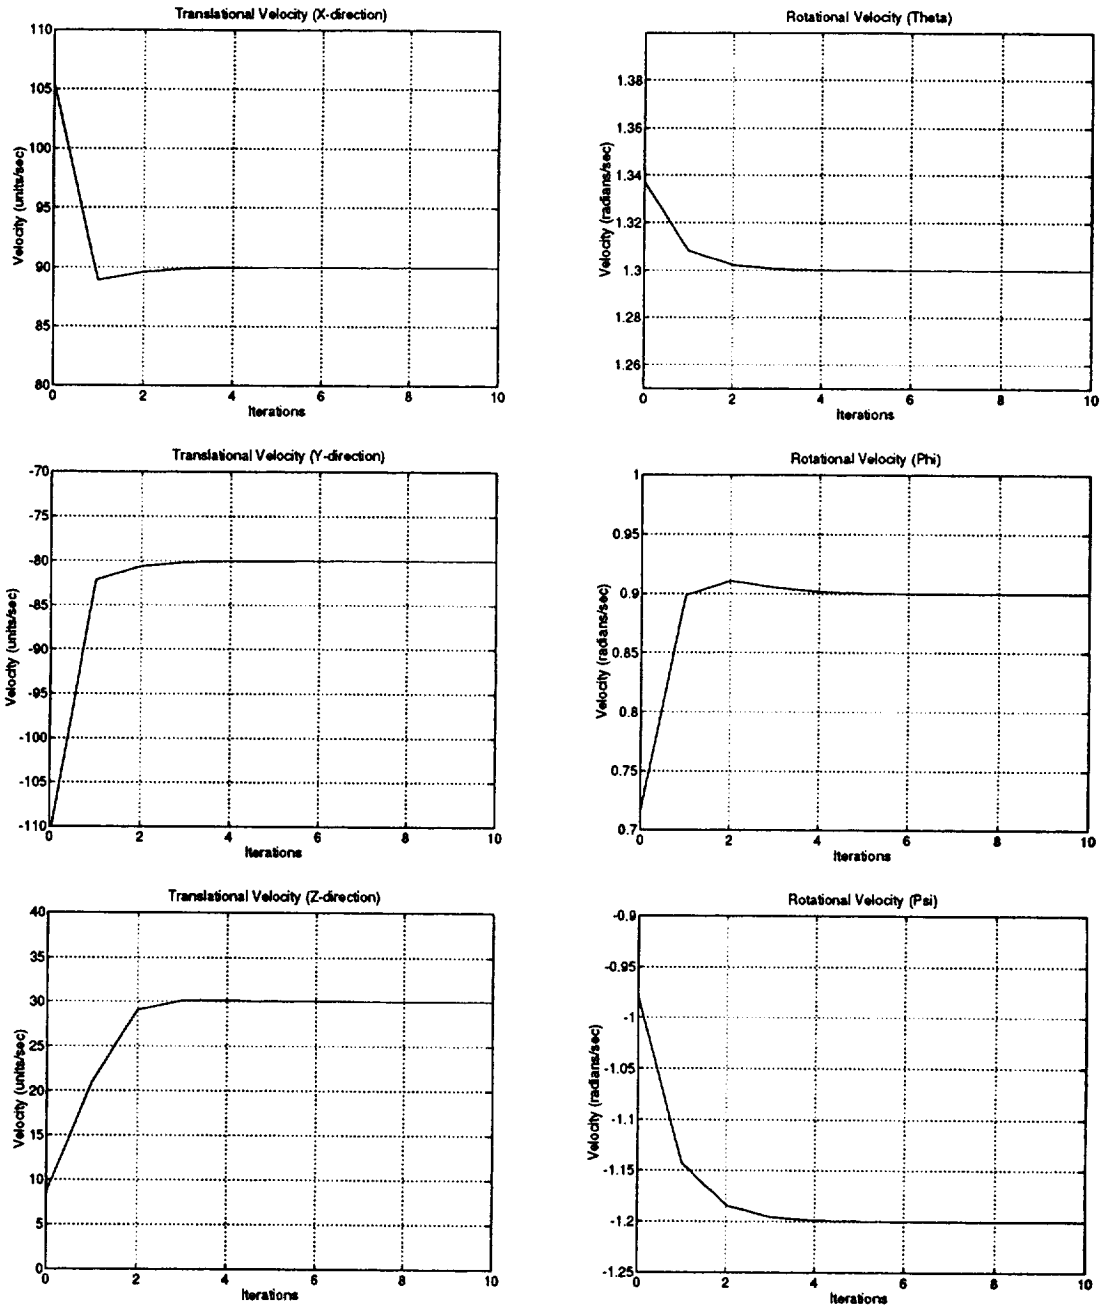 Translational Velocity (X-direction)
110
105
100
95
90
85
80
Velocity (units/sec)
0 2 4 6 8 10
Iterations
Rotational Velocity (Theta)
1.38
1.36
1.34
1.32
1.3
1.28
1.26
Velocity (radians/sec)
0 2 4 6 8 10
Iterations
Translational Velocity (Y-direction)
-70
-75
-80
-85
-90
-95
-100
-105
-110
Velocity (units/sec)
0 2 4 6 8 10
Iterations
Rotational Velocity (Phi)
1
0.95
0.9
0.85
0.8
0.75
0.7
Velocity (radians/sec)
0 2 4 6 8 10
Iterations
Translational Velocity (Z-direction)
40
35
30
25
20
15
10
5
0
Velocity (units/sec)
0 2 4 6 8 10
Iterations
Rotational Velocity (Psi)
-0.9
-0.95
-1
-1.05
-1.1
-1.15
-1.2
-1.25
Velocity (radians/sec)
0 2 4 6 8 10
Iterations